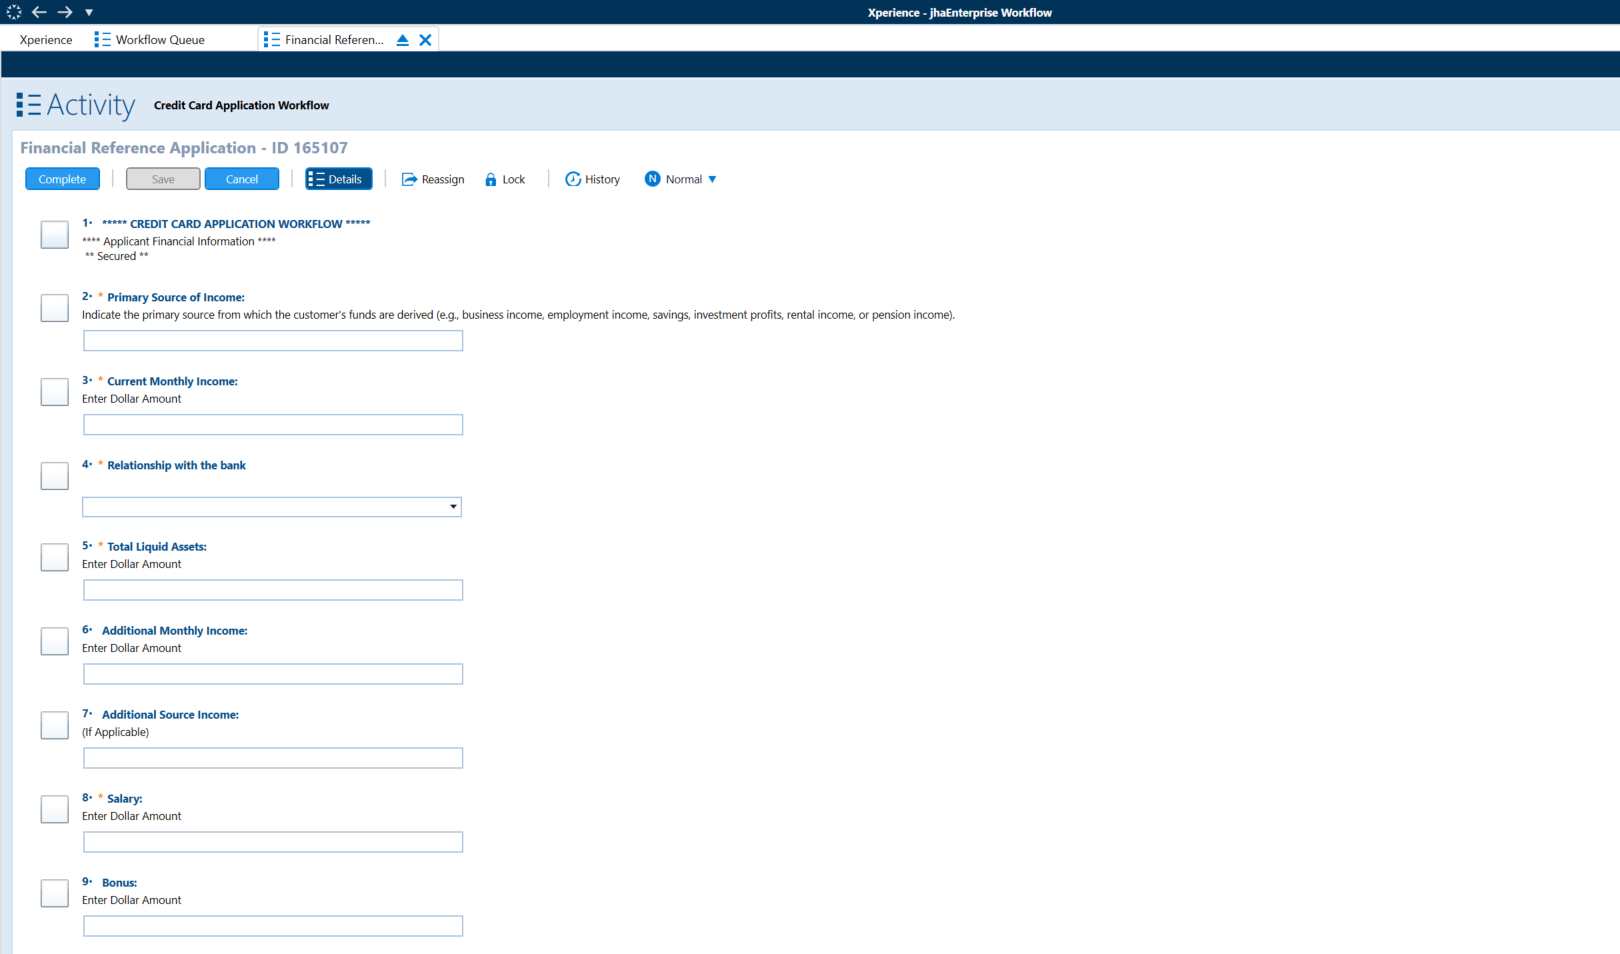 Xperience - jhaEnterprise Workflow
Xperience
Workflow Queue
Financial Referen...
Activity
Credit Card Application Workflow
Financial Reference Application - ID 165107
Complete
Save
Cancel
Details
Reassign
Lock
History
N Normal
1· ***** CREDIT CARD APPLICATION WORKFLOW *****
**** Applicant Financial Information ****
** Secured **
2· * Primary Source of Income:
Indicate the primary source from which the customer's funds are derived (e.g., business income, employment income, savings, investment profits, rental income, or pension income).
3· * Current Monthly Income:
Enter Dollar Amount
4· * Relationship with the bank
5· * Total Liquid Assets:
Enter Dollar Amount
6· Additional Monthly Income:
Enter Dollar Amount
7· Additional Source Income:
(If Applicable)
8· * Salary:
Enter Dollar Amount
9· Bonus:
Enter Dollar Amount